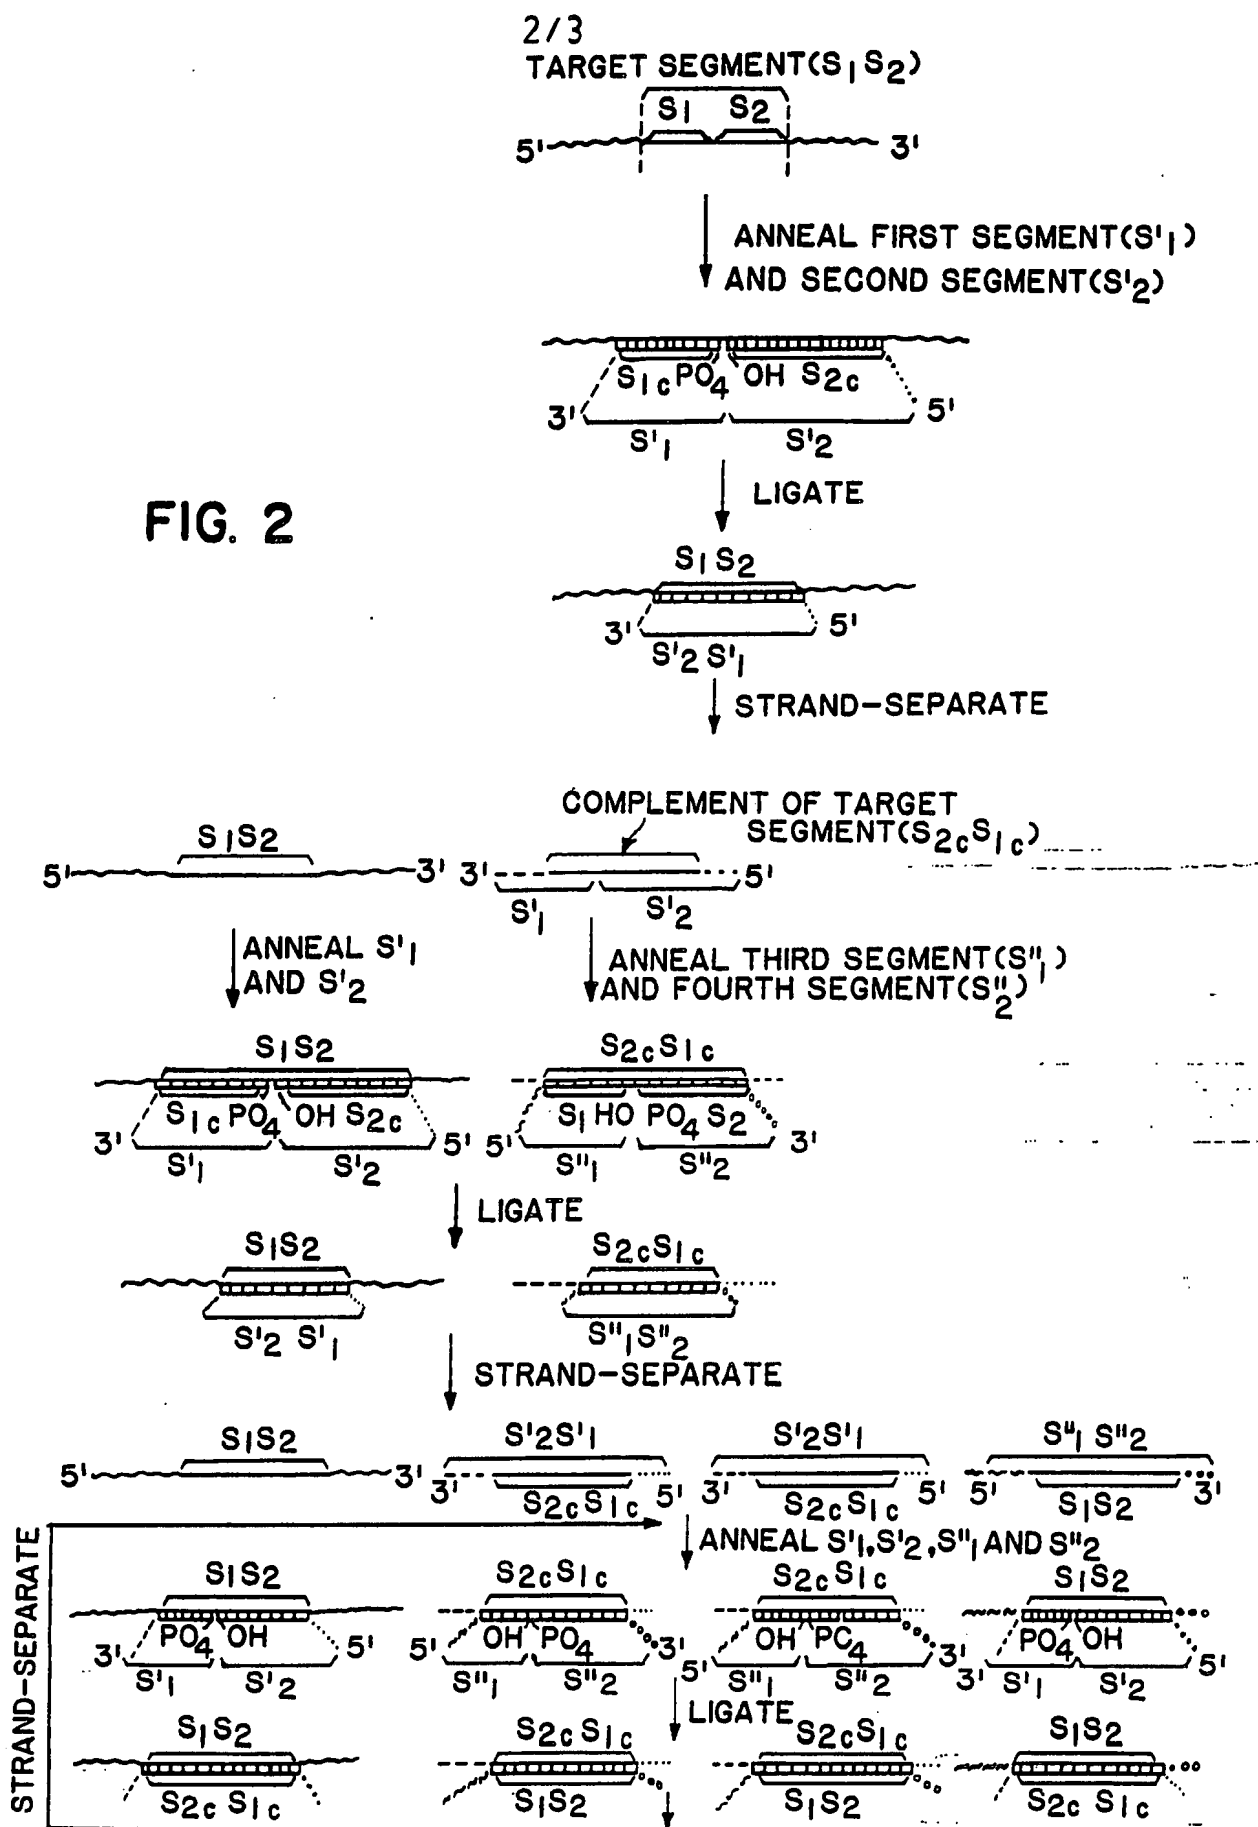 2/3
TARGET SEGMENT(S1S2)
S1 S2
5' 3'
ANNEAL FIRST SEGMENT(S'1)
AND SECOND SEGMENT(S'2)
S1c PO4 OH S2c
3' 5'
S'1 S'2
LIGATE
FIG. 2
S1S2
3' 5'
S'2 S'1
STRAND-SEPARATE
COMPLEMENT OF TARGET
SEGMENT(S2cS1c)
S1S2
5' 3' 3' 5'
S'1 S'2
ANNEAL S'1
AND S'2
ANNEAL THIRD SEGMENT(S"1)
AND FOURTH SEGMENT(S"2)
S1S2 S2cS1c
S1c PO4 OH S2c S1 HO PO4 S2
3' 5' 5' 3'
S'1 S'2 S"1 S"2
LIGATE
S1S2 S2cS1c
S'2 S'1 S"1S"2
STRAND-SEPARATE
S1S2 S'2S'1 S'2S'1 S"1 S"2
5' 3' 3' 5' 3' 5' 5' 3'
S2cS1c S2cS1c S1S2
STRAND-SEPARATE
ANNEAL S'1,S'2,S"1 AND S"2
S1S2 S2cS1c S2cS1c S1S2
PO4 OH OH PO4 OH PO4 PO4 OH
3' 5' 5' 3' 5' 3' 3' 5'
S'1 S'2 S"1 S"2 S"1 S"2 S'1 S'2
LIGATE
S1S2 S2cS1c S2cS1c S1S2
S2c S1c S1S2 S1S2 S2c S1c